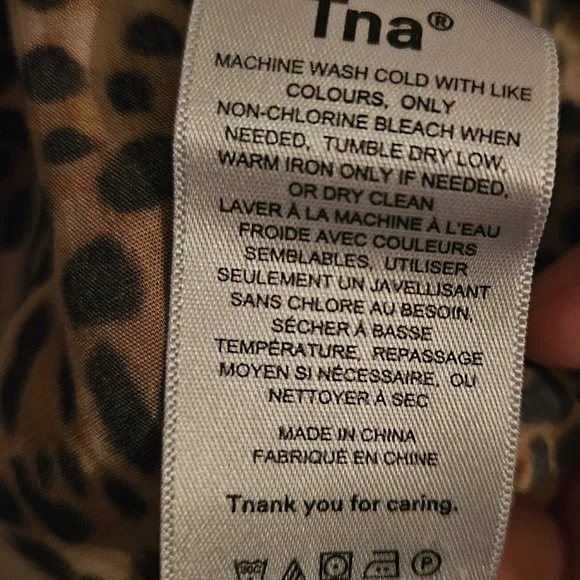 Tna®
MACHINE WASH COLD WITH LIKE
COLOURS, ONLY
NON-CHLORINE BLEACH WHEN
NEEDED, TUMBLE DRY LOW,
WARM IRON ONLY IF NEEDED,
OR DRY CLEAN
LAVER À LA MACHINE À L'EAU
FROIDE AVEC COULEURS
SEMBLABLES, UTILISER
SEULEMENT UN JAVELLISANT
SANS CHLORE AU BESOIN,
SÉCHER À BASSE
TEMPÉRATURE, REPASSAGE
MOYEN SI NÉCESSAIRE, OU
NETTOYER À SEC
MADE IN CHINA
FABRIQUÉ EN CHINE
Tnank you for caring.
30C P